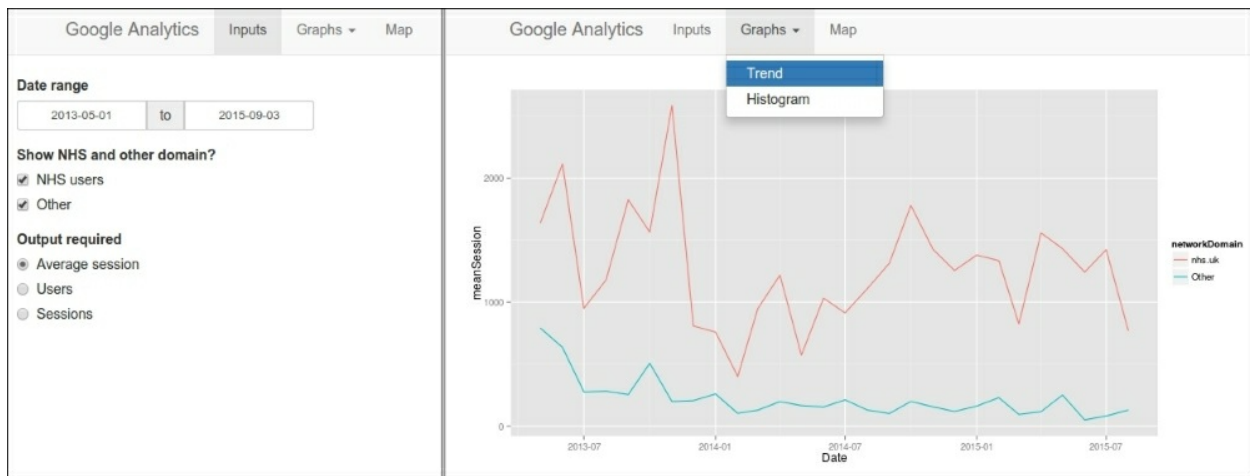 Google Analytics Inputs Graphs Map
Date range
2013-05-01 to 2015-09-03
Show NHS and other domain?
NHS users
Other
Output required
Average session
Users
Sessions
Google Analytics Inputs Graphs Map
Trend
Histogram
meanSession
2000
1000
0
2013-07 2014-01 2014-07 2015-01 2015-07
Date
networkDomain
nhs.uk
Other